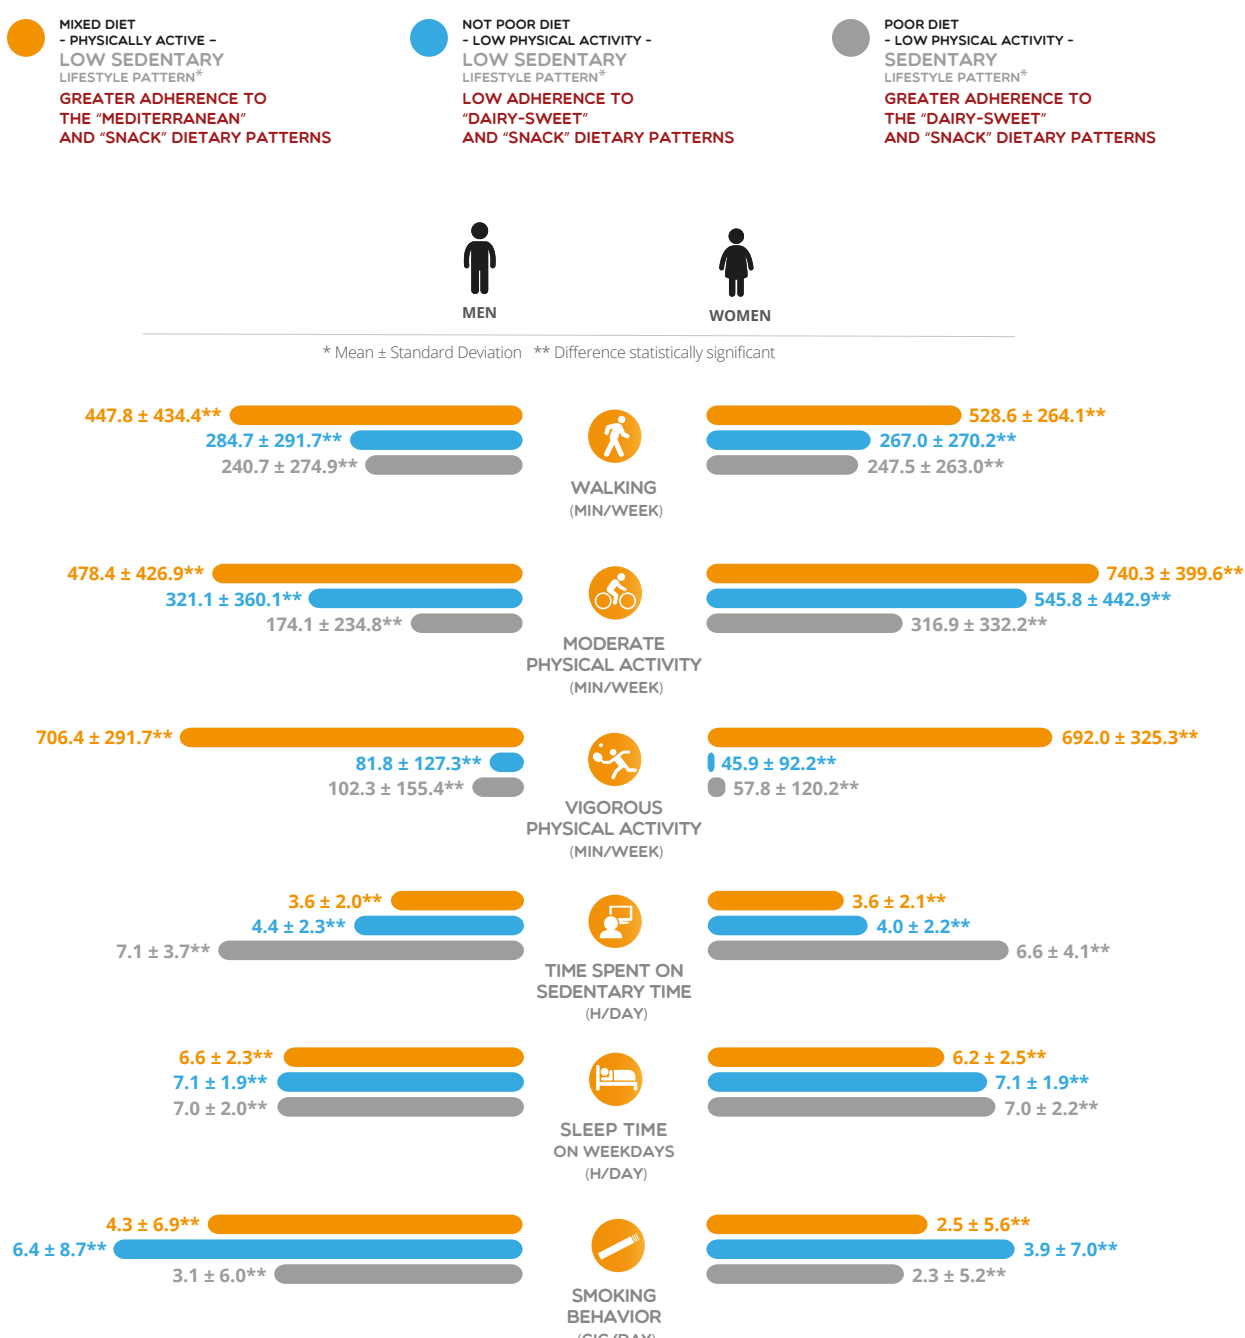 MIXED DIET
- PHYSICALLY ACTIVE -
LOW SEDENTARY
LIFESTYLE PATTERN*
GREATER ADHERENCE TO
THE “MEDITERRANEAN”
AND “SNACK” DIETARY PATTERNS
NOT POOR DIET
- LOW PHYSICAL ACTIVITY -
LOW SEDENTARY
LIFESTYLE PATTERN*
LOW ADHERENCE TO
“DAIRY-SWEET”
AND “SNACK” DIETARY PATTERNS
POOR DIET
- LOW PHYSICAL ACTIVITY -
SEDENTARY
LIFESTYLE PATTERN*
GREATER ADHERENCE TO
THE “DAIRY-SWEET”
AND “SNACK” DIETARY PATTERNS
MEN
WOMEN
* Mean ± Standard Deviation ** Difference statistically significant
447.8 ± 434.4**
284.7 ± 291.7**
240.7 ± 274.9**
WALKING
(MIN/WEEK)
528.6 ± 264.1**
267.0 ± 270.2**
247.5 ± 263.0**
478.4 ± 426.9**
321.1 ± 360.1**
174.1 ± 234.8**
MODERATE
PHYSICAL ACTIVITY
(MIN/WEEK)
740.3 ± 399.6**
545.8 ± 442.9**
316.9 ± 332.2**
706.4 ± 291.7**
81.8 ± 127.3**
102.3 ± 155.4**
VIGOROUS
PHYSICAL ACTIVITY
(MIN/WEEK)
692.0 ± 325.3**
45.9 ± 92.2**
57.8 ± 120.2**
3.6 ± 2.0**
4.4 ± 2.3**
7.1 ± 3.7**
TIME SPENT ON
SEDENTARY TIME
(H/DAY)
3.6 ± 2.1**
4.0 ± 2.2**
6.6 ± 4.1**
6.6 ± 2.3**
7.1 ± 1.9**
7.0 ± 2.0**
SLEEP TIME
ON WEEKDAYS
(H/DAY)
6.2 ± 2.5**
7.1 ± 1.9**
7.0 ± 2.2**
4.3 ± 6.9**
6.4 ± 8.7**
3.1 ± 6.0**
SMOKING
BEHAVIOR
(CIG/DAY)
2.5 ± 5.6**
3.9 ± 7.0**
2.3 ± 5.2**